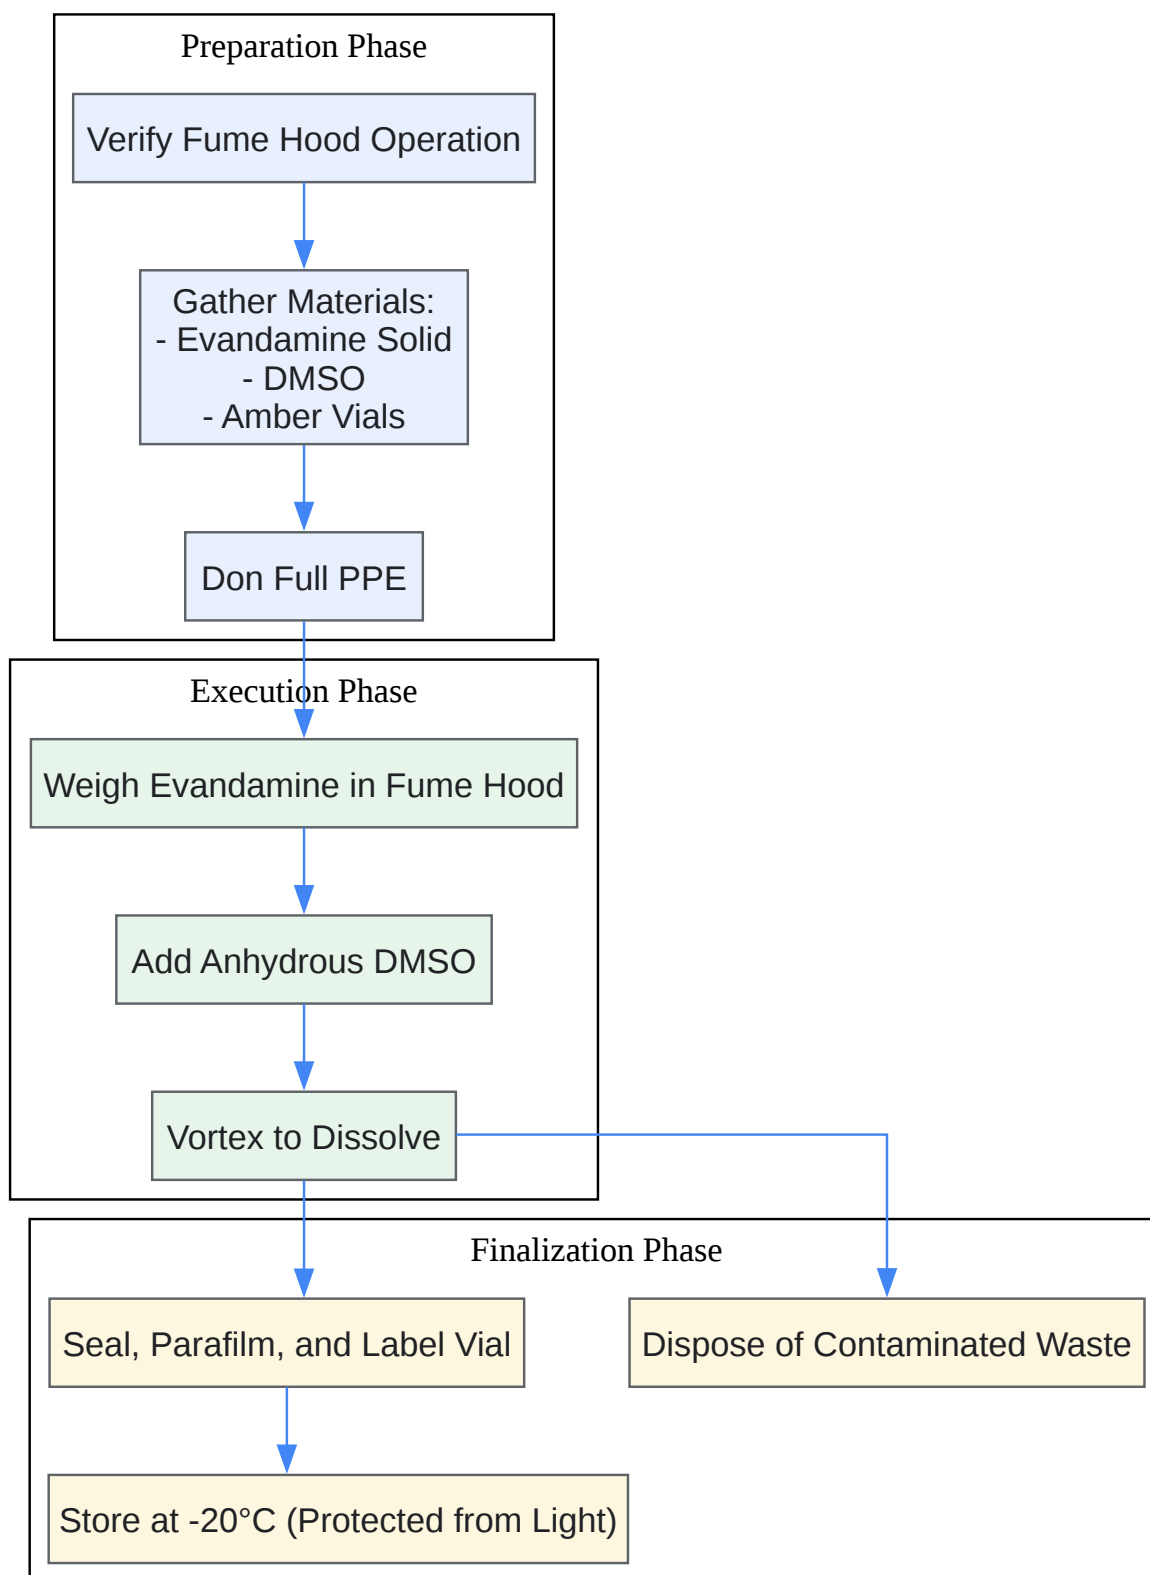 Preparation Phase
Verify Fume Hood Operation
Gather Materials:
- Evandamine Solid
- DMSO
- Amber Vials
Don Full PPE
Execution Phase
Weigh Evandamine in Fume Hood
Add Anhydrous DMSO
Vortex to Dissolve
Finalization Phase
Seal, Parafilm, and Label Vial
Dispose of Contaminated Waste
Store at -20°C (Protected from Light)